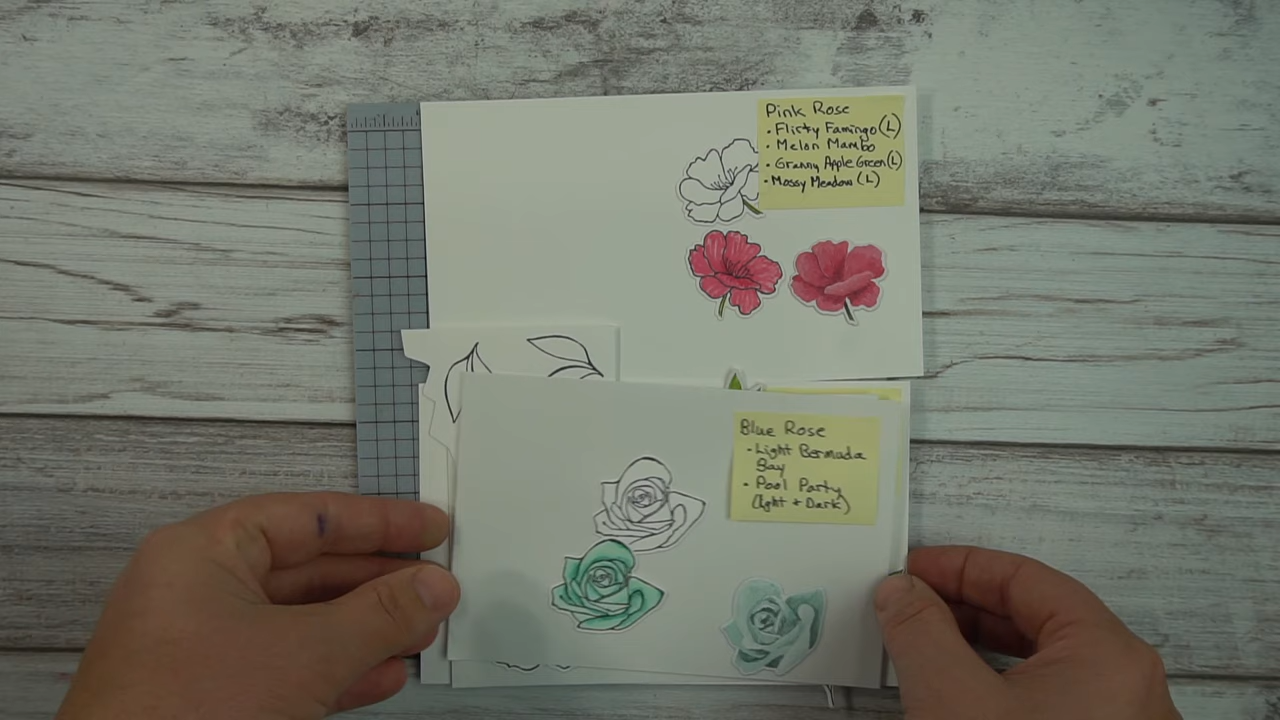 Pink Rose
• Flirty Famingo (L)
• Melon Mambo
• Granny Apple Green (L)
• Mossy Meadow (L)
Blue Rose
• Light Bermuda
Bay
• Pool Party
(light + Dark)